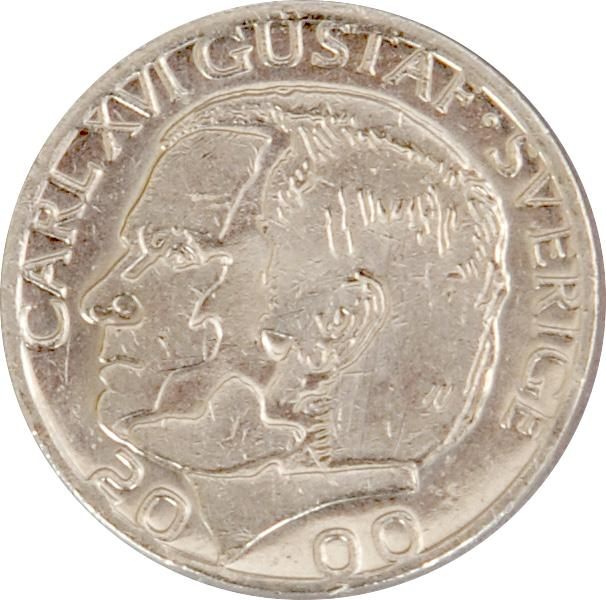 CARL XVI GUSTAF · SVERIGE
2000